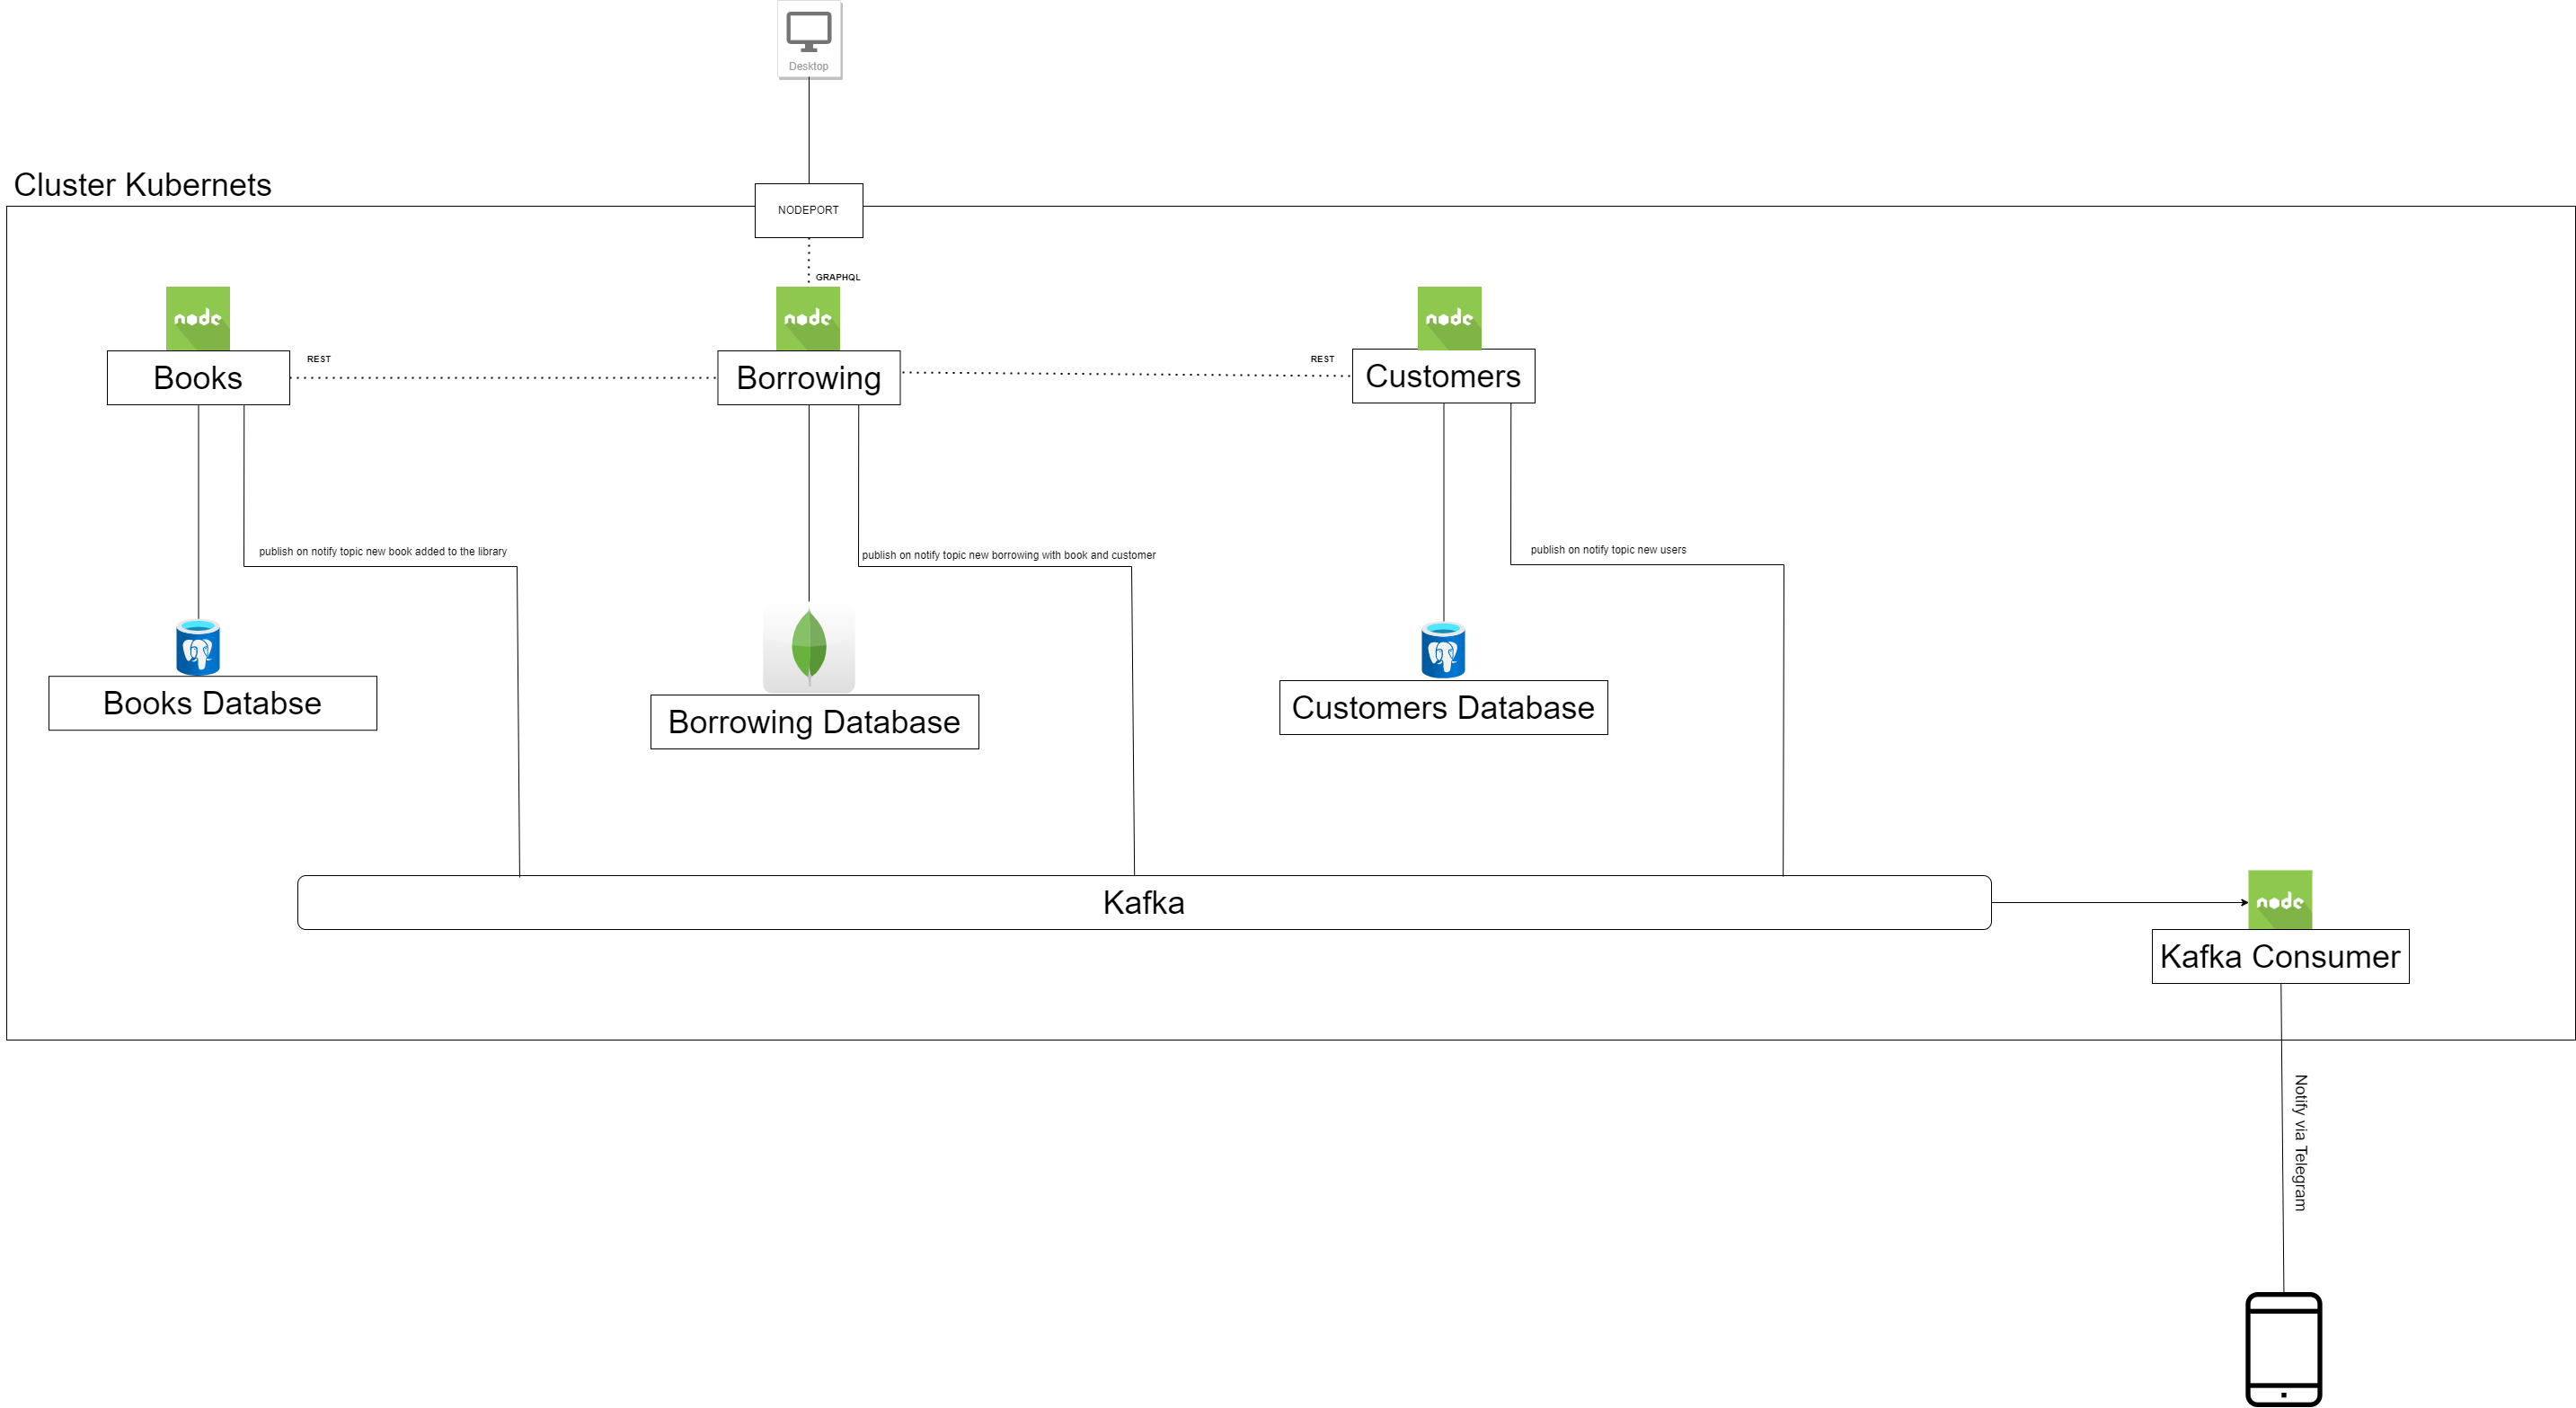 Desktop
Cluster Kubernets
NODEPORT
GRAPHQL
node
node
node
REST
REST
Books
Borrowing
Customers
publish on notify topic new book added to the library
publish on notify topic new borrowing with book and customer
publish on notify topic new users
Books Databse
Borrowing Database
Customers Database
Kafka
node
Kafka Consumer
Notify via Telegram